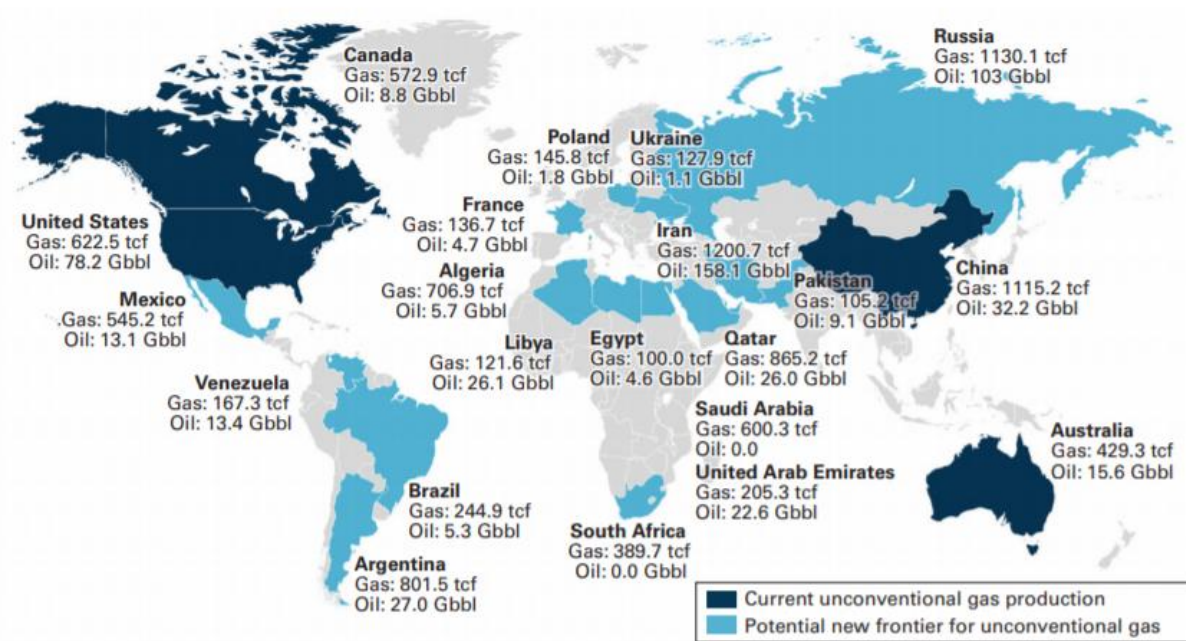 Canada
Gas: 572.9 tcf
Oil: 8.8 Gbbl
Russia
Gas: 1130.1 tcf
Oil: 103 Gbbl
Poland
Gas: 145.8 tcf
Oil: 1.8 Gbbl
Ukraine
Gas: 127.9 tcf
Oil: 1.1 Gbbl
United States
Gas: 622.5 tcf
Oil: 78.2 Gbbl
France
Gas: 136.7 tcf
Oil: 4.7 Gbbl
Iran
Gas: 1200.7 tcf
Oil: 158.1 Gbbl
Mexico
Gas: 545.2 tcf
Oil: 13.1 Gbbl
Algeria
Gas: 706.9 tcf
Oil: 5.7 Gbbl
Pakistan
Gas: 105.2 tcf
Oil: 9.1 Gbbl
China
Gas: 1115.2 tcf
Oil: 32.2 Gbbl
Libya
Gas: 121.6 tcf
Oil: 26.1 Gbbl
Egypt
Gas: 100.0 tcf
Oil: 4.6 Gbbl
Qatar
Gas: 865.2 tcf
Oil: 26.0 Gbbl
Venezuela
Gas: 167.3 tcf
Oil: 13.4 Gbbl
Saudi Arabia
Gas: 600.3 tcf
Oil: 0.0
Australia
Gas: 429.3 tcf
Oil: 15.6 Gbbl
United Arab Emirates
Gas: 205.3 tcf
Oil: 22.6 Gbbl
Brazil
Gas: 244.9 tcf
Oil: 5.3 Gbbl
South Africa
Gas: 389.7 tcf
Oil: 0.0 Gbbl
Argentina
Gas: 801.5 tcf
Oil: 27.0 Gbbl
Current unconventional gas production
Potential new frontier for unconventional gas